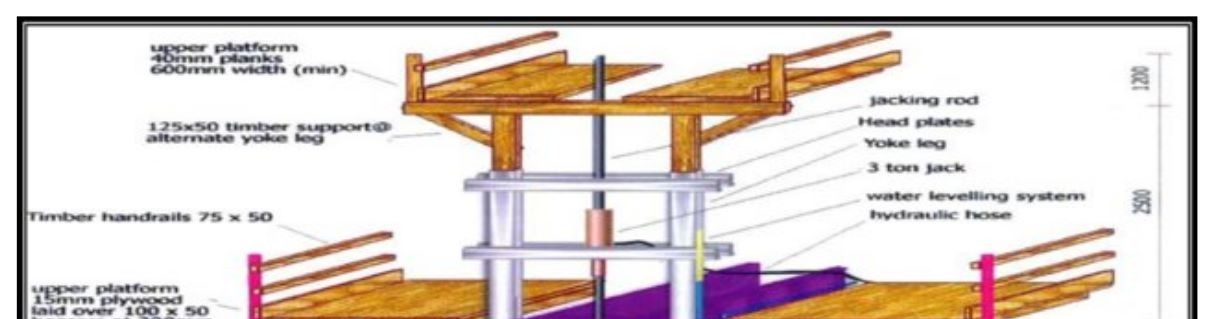 upper platform
40mm planks
600mm width (min)
125x50 timber support@
alternate yoke leg
Timber handrails 75 x 50
upper platform
15mm plywood
laid over 100 x 50
jacking rod
Head plates
Yoke leg
3 ton jack
water levelling system
hydraulic hose
1200
2500